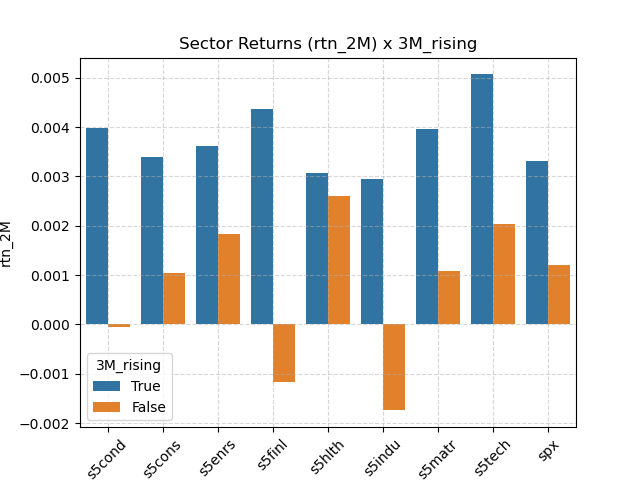 Sector Returns (rtn_2M) x 3M_rising
rtn_2M
0.005
0.004
0.003
0.002
0.001
0.000
−0.001
−0.002
3M_rising
True
False
s5cond
s5cons
s5enrs
s5finl
s5hlth
s5indu
s5matr
s5tech
spx